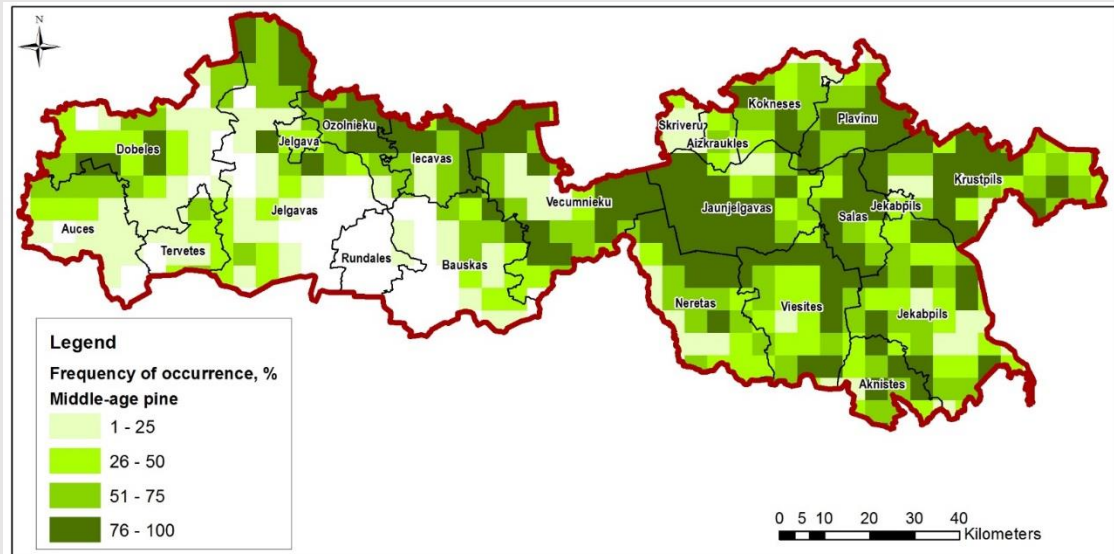 N
Kokneses
Plavinu
Skriveru
Aizkraukles
Ozolnieku
Jelgava
Iecavas
Dobeles
Krustpils
Vecumnieku
Jaunjelgavas
Jekabpils
Salas
Jelgavas
Auces
Tervetes
Rundales
Bauskas
Neretas
Viesites
Jekabpils
Aknistes
Legend
Frequency of occurrence, %
Middle-age pine
1 - 25
26 - 50
51 - 75
76 - 100
0 5 10 20 30 40
Kilometers